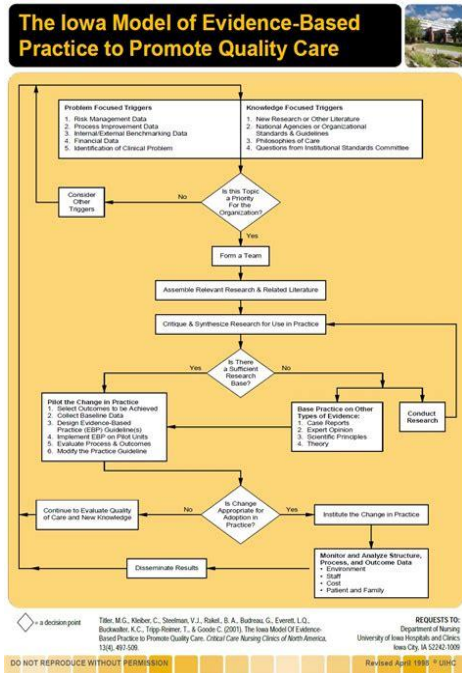 The Iowa Model of Evidence-Based
Practice to Promote Quality Care
Problem Focused Triggers
1. Risk Management Data
2. Process Improvement Data
3. Internal/External Benchmarking Data
4. Financial Data
5. Identification of Clinical Problem
Knowledge Focused Triggers
1. New Research or Other Literature
2. National Agencies or Organizational
Standards & Guidelines
3. Philosophies of Care
4. Questions from Institutional Standards Committee
Consider
Other
Triggers
No
Is this Topic
a Priority
For the
Organization?
Yes
Form a Team
Assemble Relevant Research & Related Literature
Critique & Synthesize Research for Use in Practice
Yes
Is There
a Sufficient
Research
Base?
No
Pilot the Change in Practice
1. Select Outcomes to be Achieved
2. Collect Baseline Data
3. Design Evidence-Based
Practice (EBP) Guideline(s)
4. Implement EBP on Pilot Units
5. Evaluate Process & Outcomes
6. Modify the Practice Guideline
Base Practice on Other
Types of Evidence:
1. Case Reports
2. Expert Opinion
3. Scientific Principles
4. Theory
Conduct
Research
Continue to Evaluate Quality
of Care and New Knowledge
No
Is Change
Appropriate for
Adoption in
Practice?
Yes
Institute the Change in Practice
Monitor and Analyze Structure,
Process, and Outcome Data
• Environment
• Staff
• Cost
• Patient and Family
Disseminate Results
= a decision point
Titler, M.G., Kleiber, C., Steelman, V.J., Rakel., B. A., Budreau, G., Everett, L.Q.,
Buckwalter, K.C., Tripp-Reimer, T., & Goode C. (2001). The Iowa Model Of Evidence-
Based Practice to Promote Quality Care. Critical Care Nursing Clinics of North America,
13(4), 497-509.
REQUESTS TO:
Department of Nursing
University of Iowa Hospitals and Clinics
Iowa City, IA 52242-1009
DO NOT REPRODUCE WITHOUT PERMISSION
Revised April 1998 © UIHC